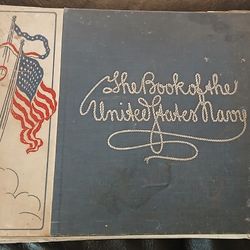 The Book of the
United States Navy